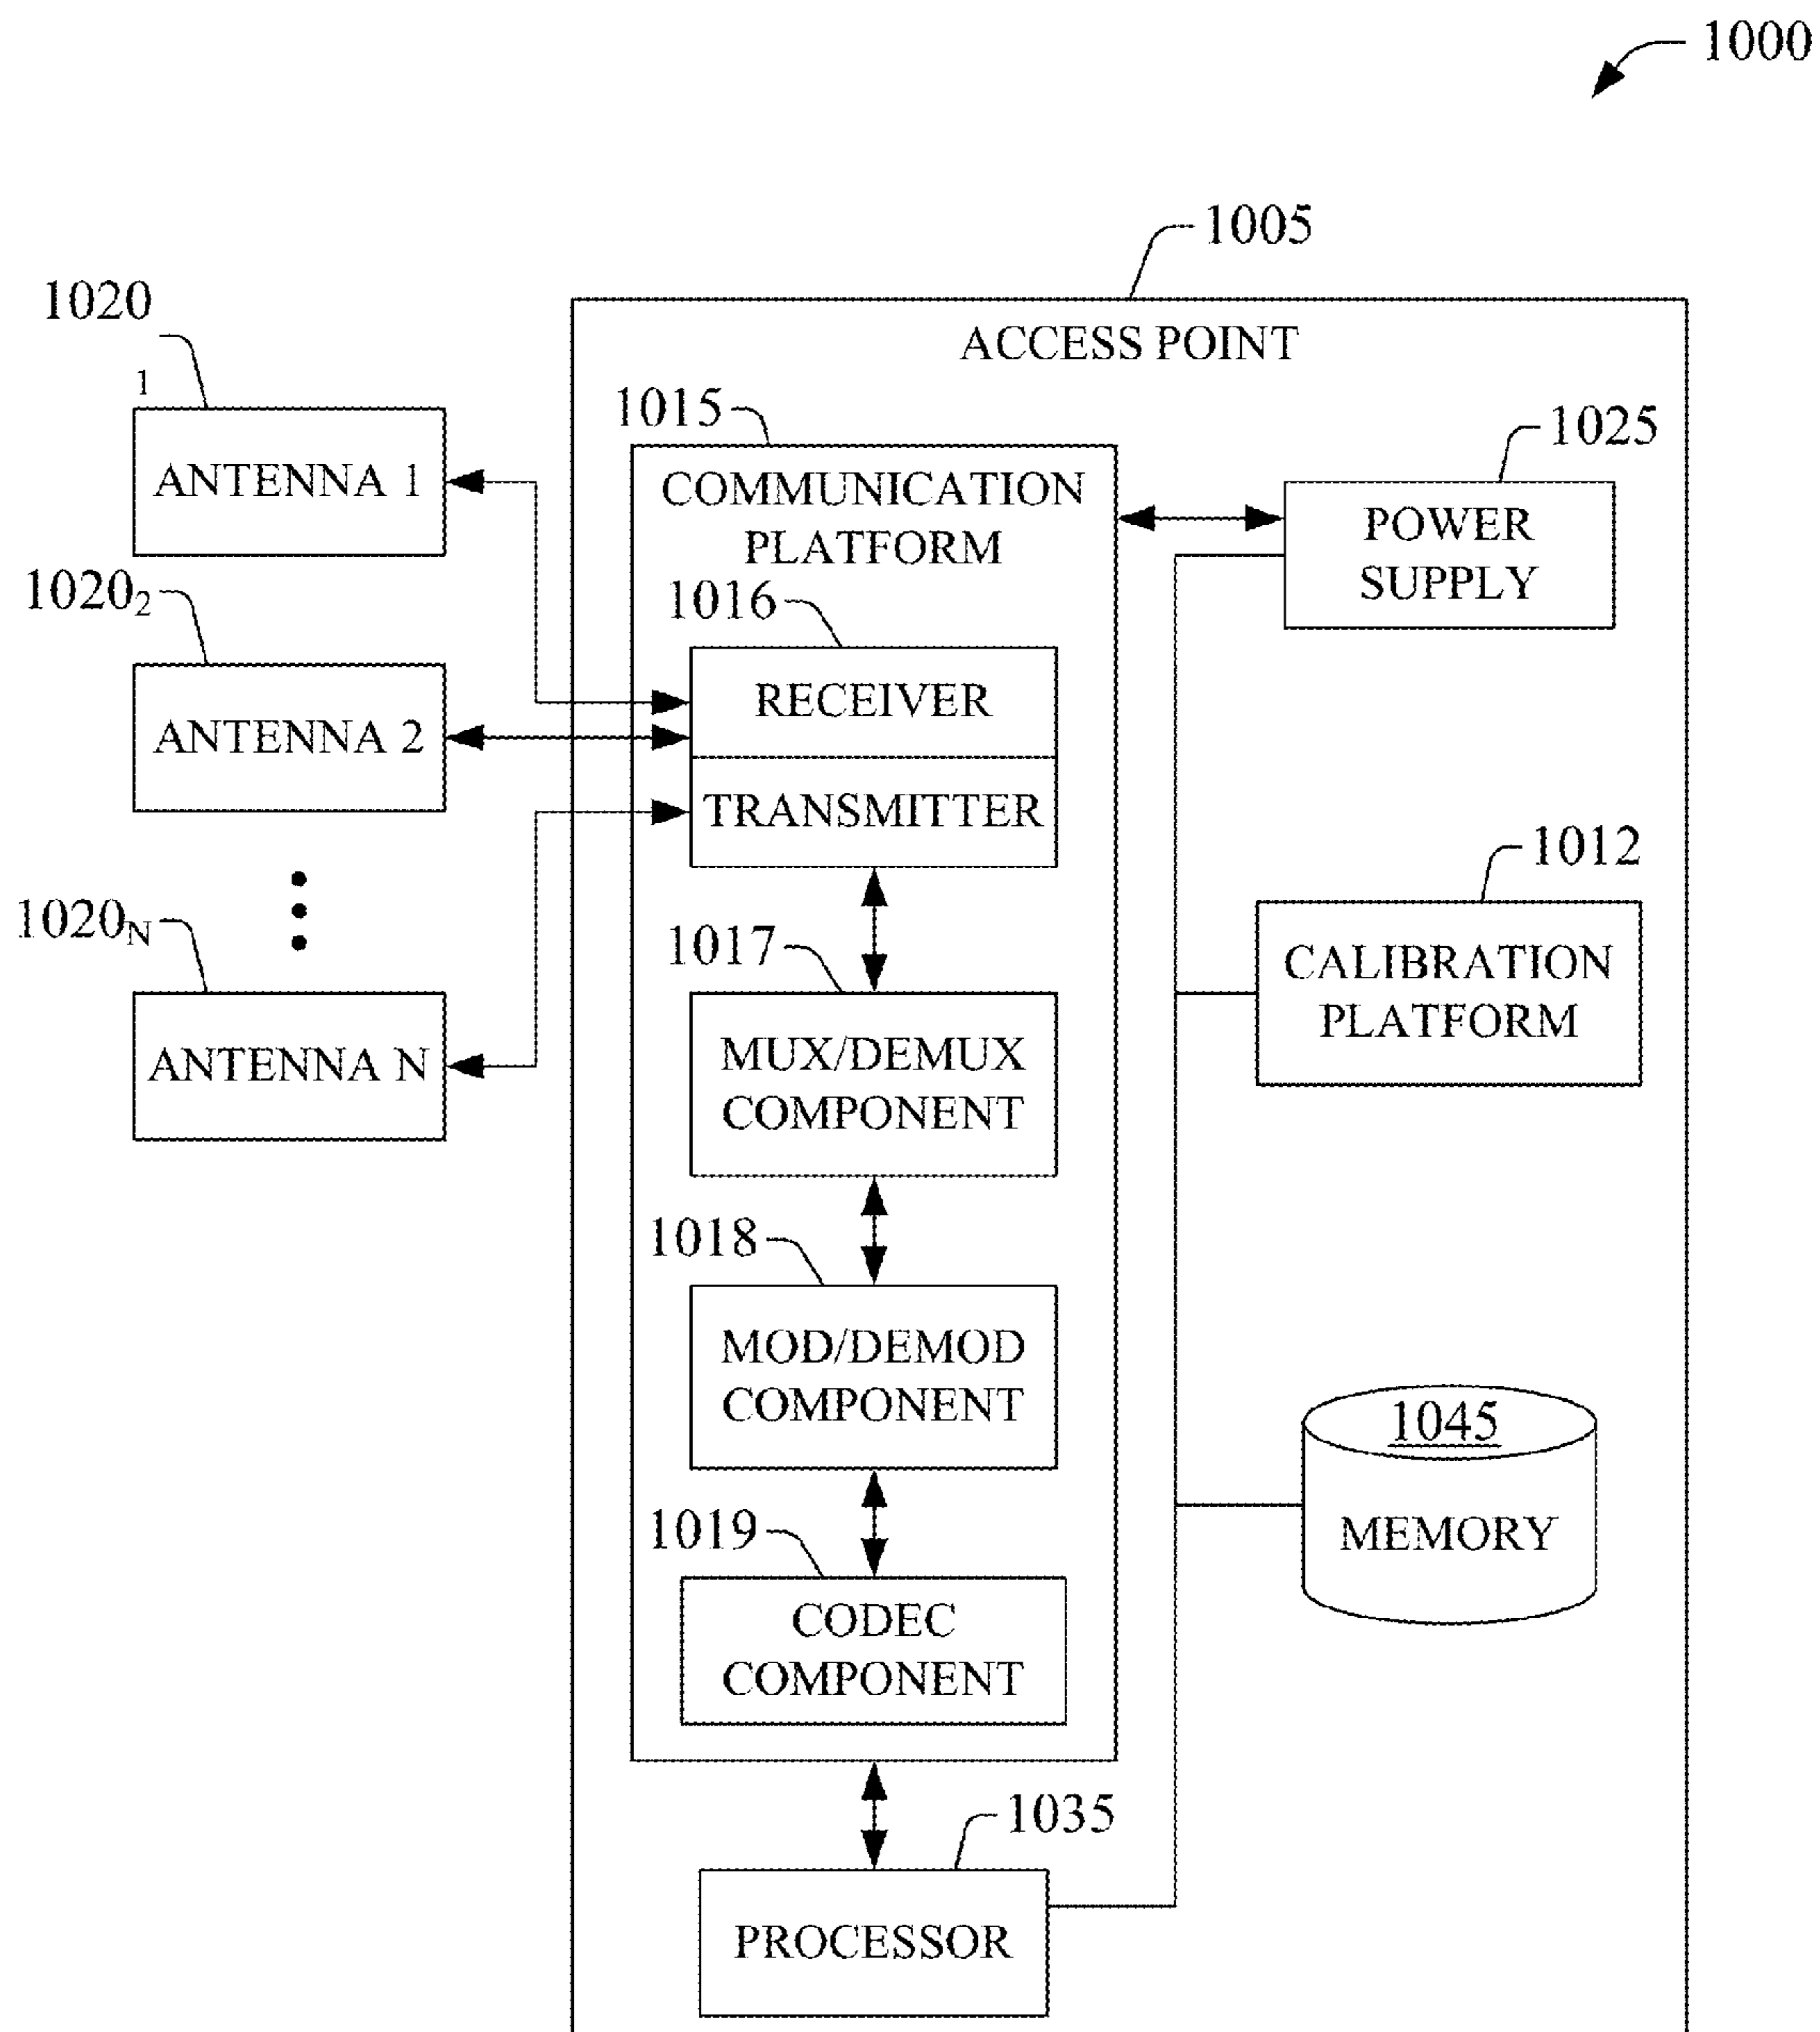 1000
1005
ACCESS POINT
1020
1
ANTENNA 1
1020₂
ANTENNA 2
1020N
ANTENNA N
1015
COMMUNICATION
PLATFORM
1016
RECEIVER
TRANSMITTER
1017
MUX/DEMUX
COMPONENT
1018
MOD/DEMOD
COMPONENT
1019
CODEC
COMPONENT
1025
POWER
SUPPLY
1012
CALIBRATION
PLATFORM
1045
MEMORY
1035
PROCESSOR